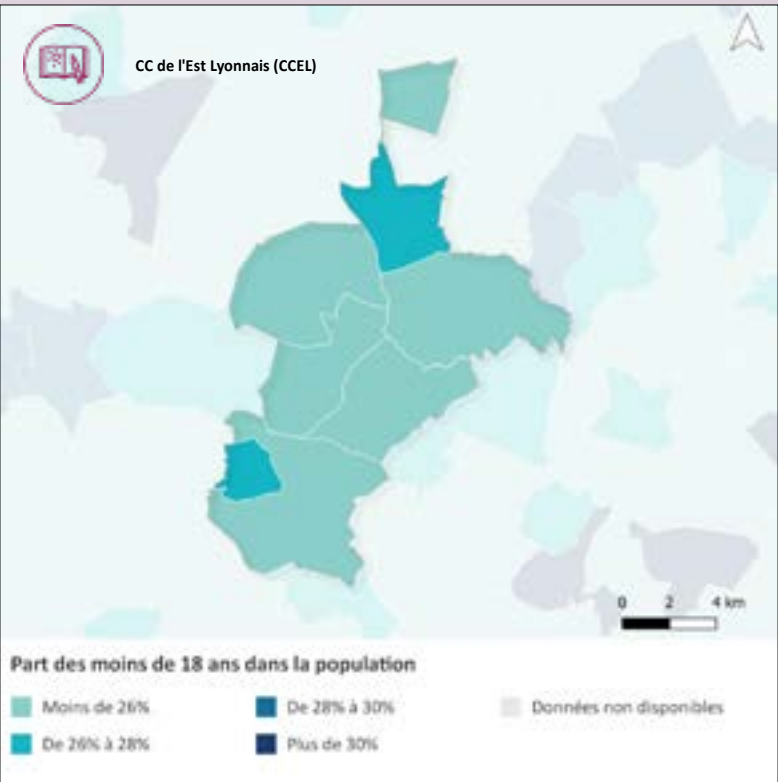 CC de l'Est Lyonnais (CCEL)
0 2 4 km
Part des moins de 18 ans dans la population
Moins de 26% De 28% à 30% Données non disponibles
De 26% à 28% Plus de 30%